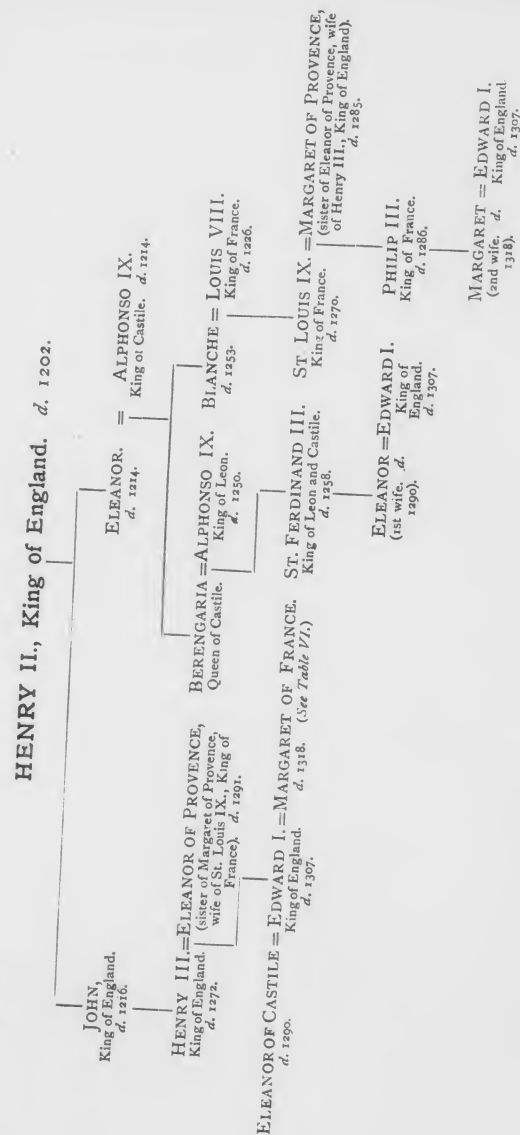 HENRY II., King of England. d. 1202.
JOHN,
King of England.
d. 1216.
ELEANOR. = ALPHONSO IX.
d. 1214.
King of Castile. d. 1214.
HENRY III.=ELEANOR OF PROVENCE,
King of England.
d. 1272.
(sister of Margaret of Provence,
wife of St. Louis IX., King of
France). d. 1291.
BERENGARIA = ALPHONSO IX.
Queen of Castile.
King of Leon.
d. 1250.
BLANCHE = LOUIS VIII.
d. 1253.
King of France.
d. 1226.
ELEANOR OF CASTILE = EDWARD I. = MARGARET OF FRANCE.
d. 1290.
King of England.
d. 1307.
d. 1318. (See Table VI.)
ST. FERDINAND III.
King of Leon and Castile.
d. 1258.
ST LOUIS IX. = MARGARET OF PROVENCE,
King of France.
d. 1270.
(sister of Eleanor of Provence, wife
of Henry III., King of England).
d. 1285.
ELEANOR = EDWARD I.
(1st wife. d.
1290).
King of
England.
d. 1307.
PHILIP III.
King of France.
d. 1286.
MARGARET = EDWARD I.
(2nd wife. d.
1318).
King of England
d. 1307.